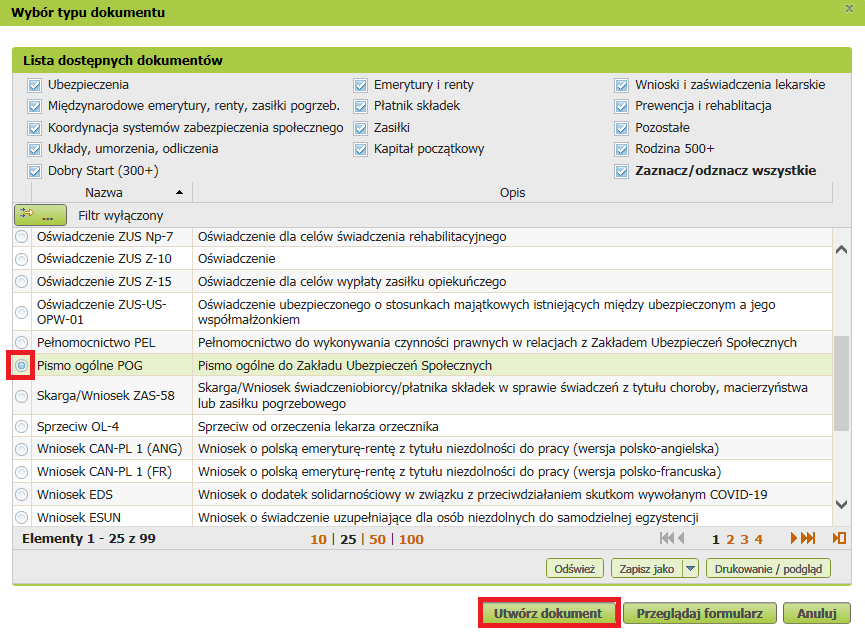 Wybór typu dokumentu
Lista dostępnych dokumentów
Ubezpieczenia
Emerytury i renty
Wnioski i zaświadczenia lekarskie
Międzynarodowe emerytury, renty, zasiłki pogrzeb.
Płatnik składek
Prewencja i rehablitacja
Koordynacja systemów zabezpieczenia społecznego
Zasiłki
Pozostałe
Układy, umorzenia, odliczenia
Kapitał początkowy
Rodzina 500+
Dobry Start (300+)
Zaznacz/odznacz wszystkie
Nazwa Opis
... Filtr wyłączony
Oświadczenie ZUS Np-7 Oświadczenie dla celów świadczenia rehabilitacyjnego
Oświadczenie ZUS Z-10 Oświadczenie
Oświadczenie ZUS Z-15 Oświadczenie dla celów wypłaty zasiłku opiekuńczego
Oświadczenie ZUS-US-
OPW-01
Oświadczenie ubezpieczonego o stosunkach majątkowych istniejących między ubezpieczonym a jego
współmałżonkiem
Pełnomocnictwo PEL Pełnomocnictwo do wykonywania czynności prawnych w relacjach z Zakładem Ubezpieczeń Społecznych
Pismo ogólne POG Pismo ogólne do Zakładu Ubezpieczeń Społecznych
Skarga/Wniosek ZAS-58
Skarga/Wniosek świadczeniobiorcy/płatnika składek w sprawie świadczeń z tytułu choroby, macierzyństwa
lub zasiłku pogrzebowego
Sprzeciw OL-4 Sprzeciw od orzeczenia lekarza orzecznika
Wniosek CAN-PL 1 (ANG) Wniosek o polską emeryturę-rentę z tytułu niezdolności do pracy (wersja polsko-angielska)
Wniosek CAN-PL 1 (FR) Wniosek o polską emeryturę-rentę z tytułu niezdolności do pracy (wersja polsko-francuska)
Wniosek EDS Wniosek o dodatek solidarnościowy w związku z przeciwdziałaniem skutkom wywołanym COVID-19
Wniosek ESUN Wniosek o świadczenie uzupełniające dla osób niezdolnych do samodzielnej egzystencji
Elementy 1 - 25 z 99 10 | 25 | 50 | 100 1 2 3 4
Odśwież Zapisz jako Drukowanie / podgląd
Utwórz dokument Przeglądaj formularz Anuluj